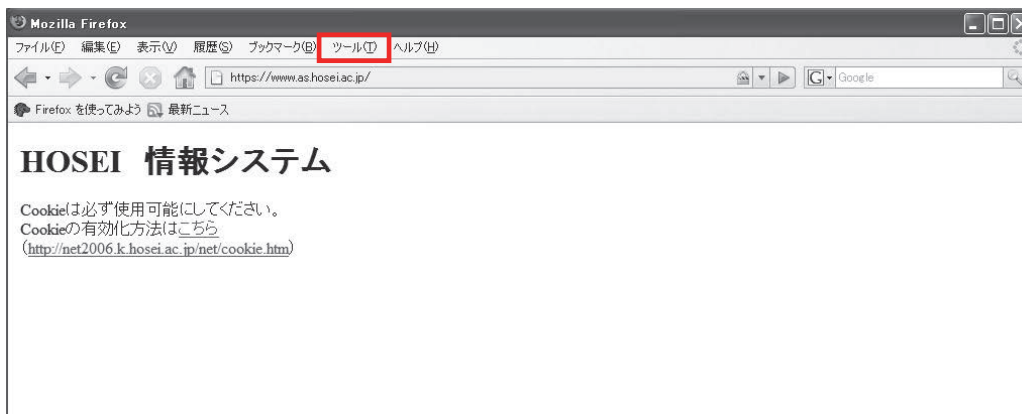 Mozilla Firefox
ファイル(F) 編集(E) 表示(V) 履歴(S) ブックマーク(B) ツール(T) ヘルプ(H)
https://www.as.hosei.ac.jp/ G Google
Firefox を使ってみよう 最新ニュース
HOSEI 情報システム
Cookieは必ず使用可能にしてください。
Cookieの有効化方法はこちら
(http://net2006.k.hosei.ac.jp/net/cookie.htm)